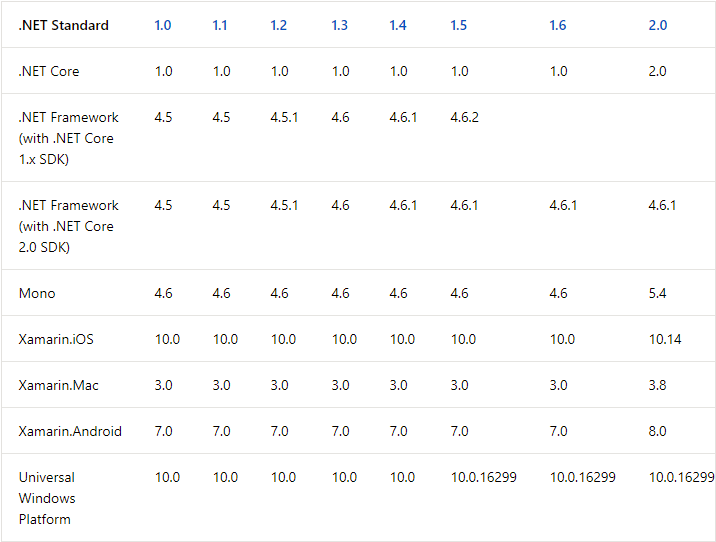 .NET Standard 1.0 1.1 1.2 1.3 1.4 1.5 1.6 2.0
.NET Core 1.0 1.0 1.0 1.0 1.0 1.0 1.0 2.0
.NET Framework 4.5 4.5 4.5.1 4.6 4.6.1 4.6.2
(with .NET Core
1.x SDK)
.NET Framework 4.5 4.5 4.5.1 4.6 4.6.1 4.6.1 4.6.1 4.6.1
(with .NET Core
2.0 SDK)
Mono 4.6 4.6 4.6 4.6 4.6 4.6 4.6 5.4
Xamarin.iOS 10.0 10.0 10.0 10.0 10.0 10.0 10.0 10.14
Xamarin.Mac 3.0 3.0 3.0 3.0 3.0 3.0 3.0 3.8
Xamarin.Android 7.0 7.0 7.0 7.0 7.0 7.0 7.0 8.0
Universal 10.0 10.0 10.0 10.0 10.0 10.0.16299 10.0.16299 10.0.16299
Windows
Platform